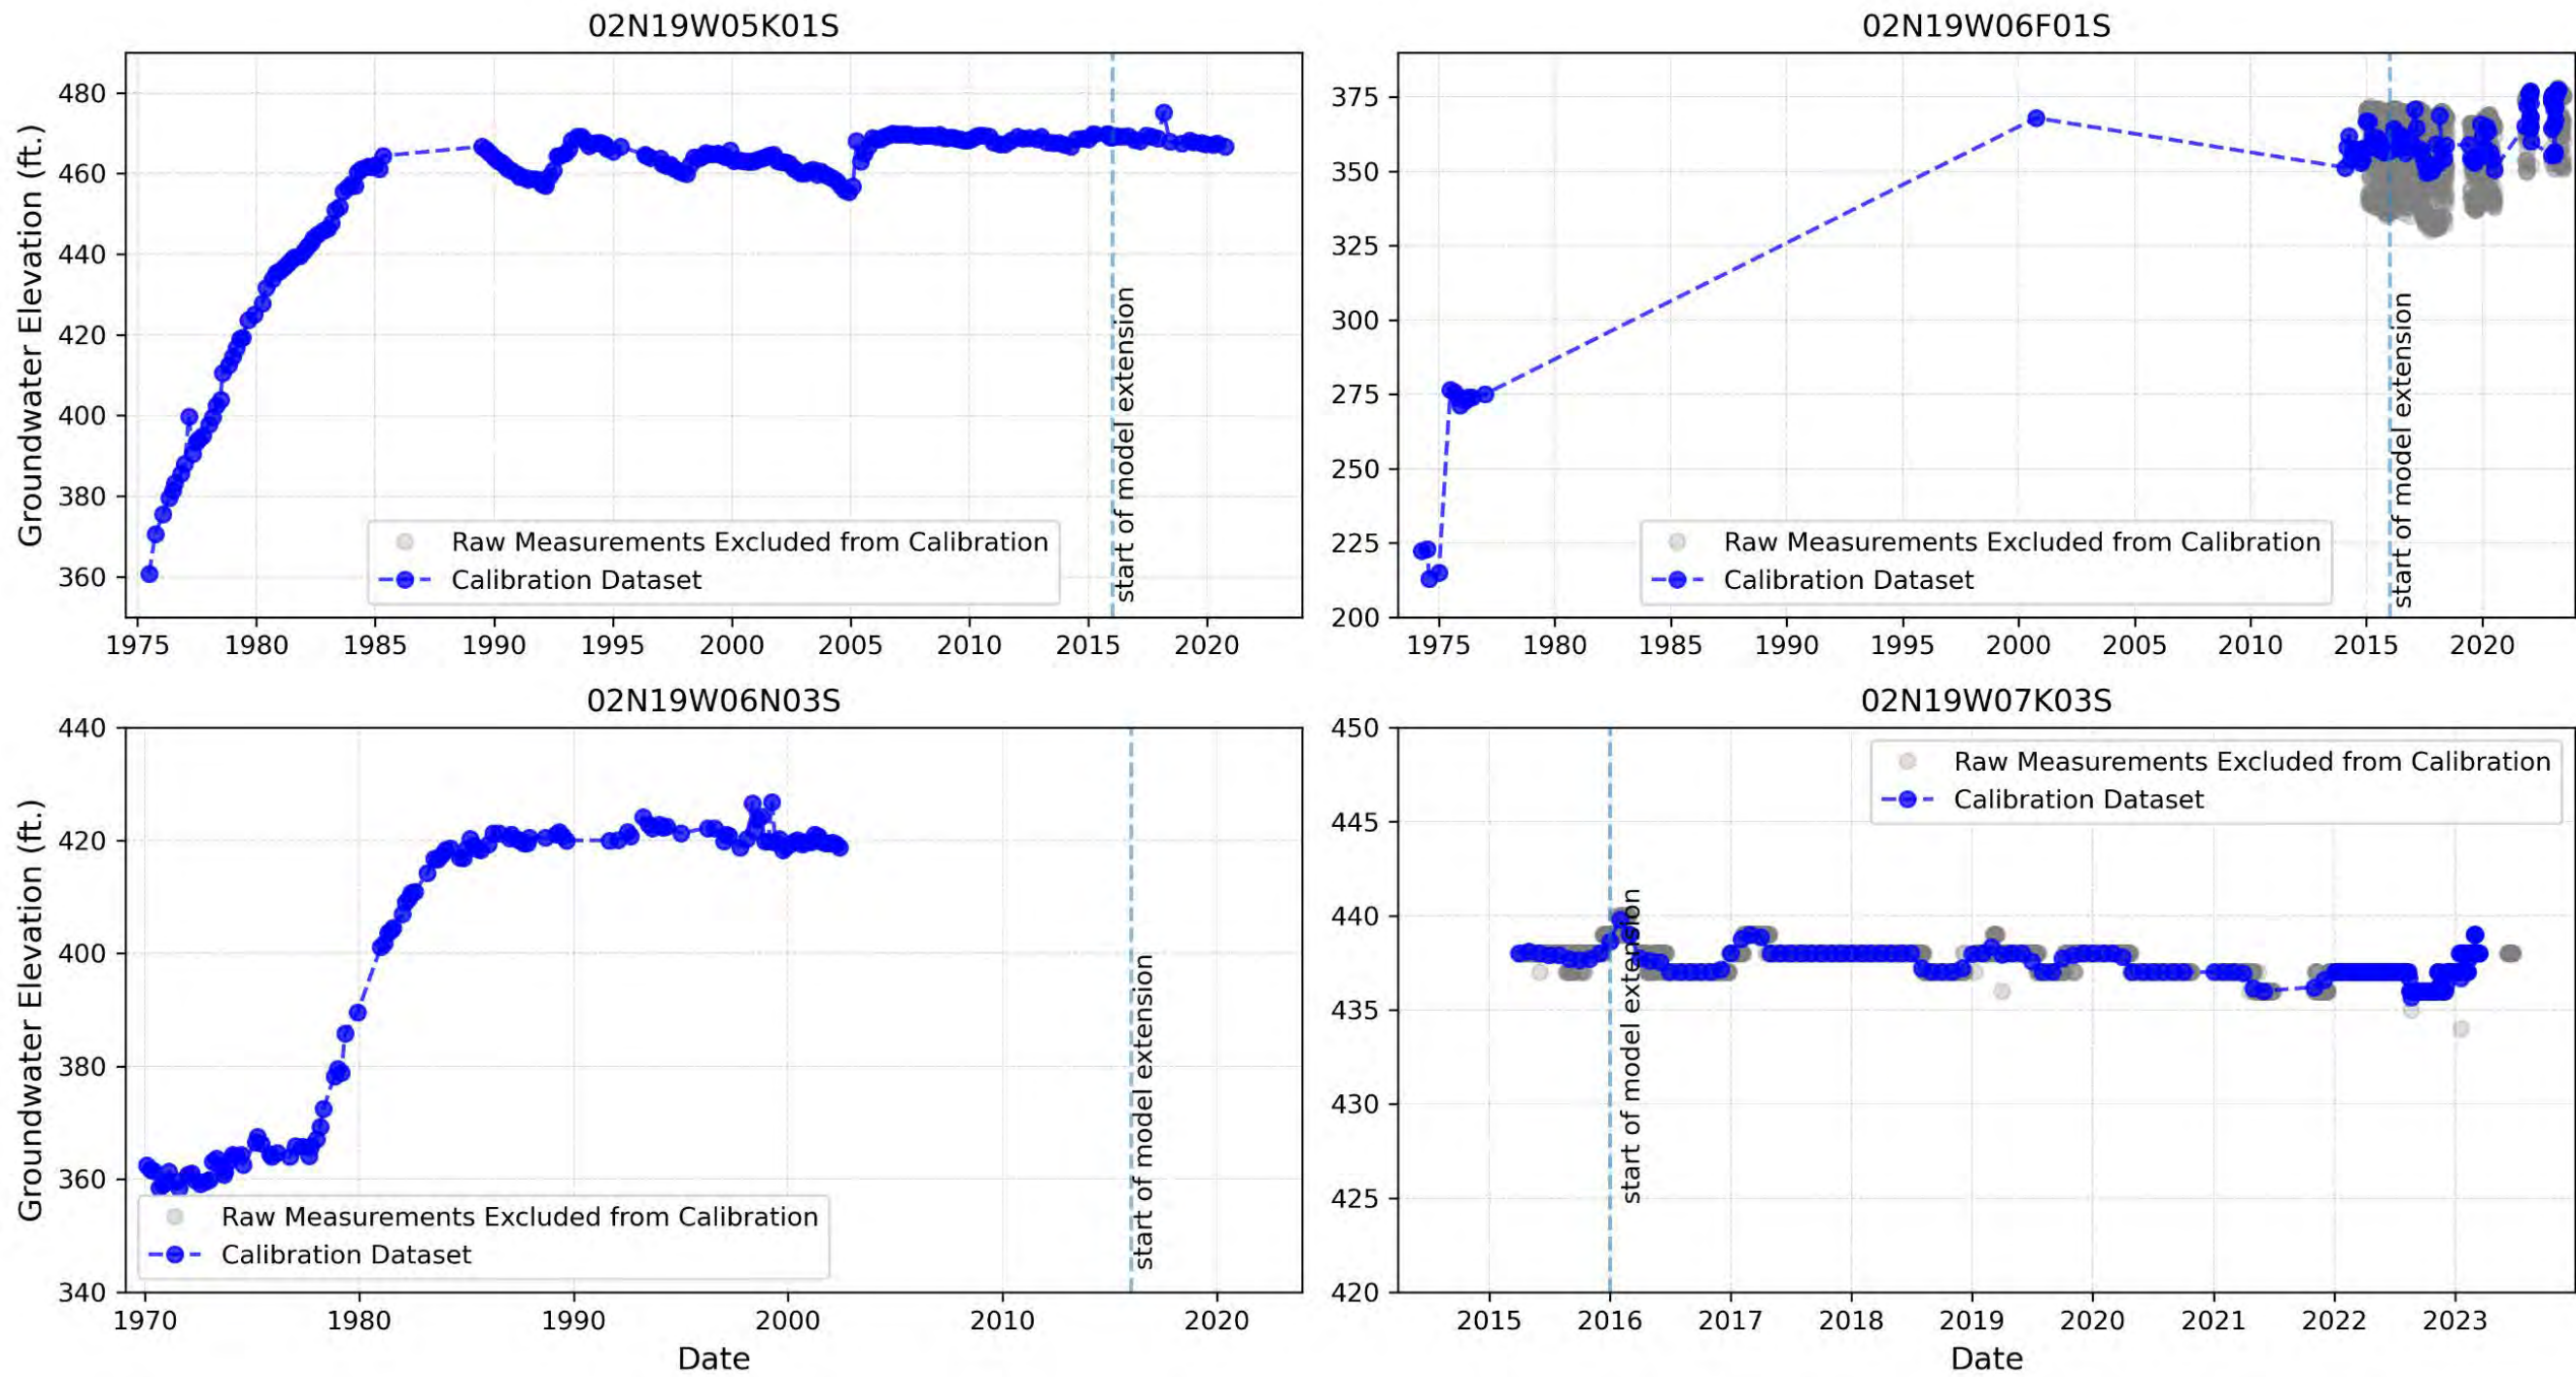 02N19W05K01S
Groundwater Elevation (ft.)
480
460
440
420
400
380
360
start of model extension
Raw Measurements Excluded from Calibration
Calibration Dataset
1975 1980 1985 1990 1995 2000 2005 2010 2015 2020
02N19W06F01S
375
350
325
300
275
250
225
200
start of model extension
Raw Measurements Excluded from Calibration
Calibration Dataset
1975 1980 1985 1990 1995 2000 2005 2010 2015 2020
02N19W06N03S
Groundwater Elevation (ft.)
440
420
400
380
360
340
start of model extension
Raw Measurements Excluded from Calibration
Calibration Dataset
1970 1980 1990 2000 2010 2020
Date
02N19W07K03S
450
445
440
435
430
425
420
Raw Measurements Excluded from Calibration
Calibration Dataset
start of model extension
2015 2016 2017 2018 2019 2020 2021 2022 2023
Date